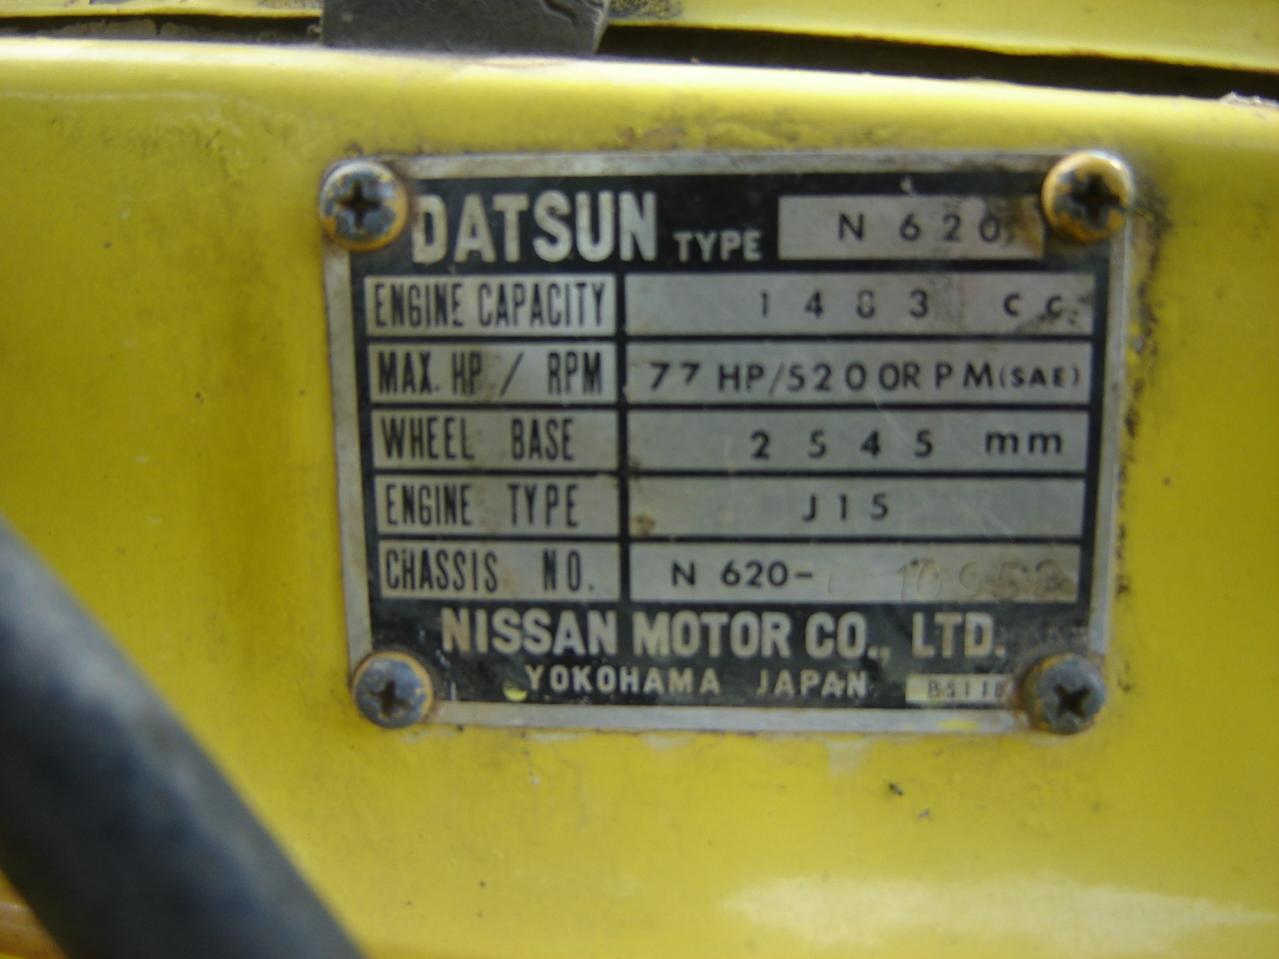 DATSUN TYPE N 620
ENGINE CAPACITY 1483 cc.
MAX. HP / RPM 77 HP/5200RPM(SAE)
WHEEL BASE 2545 mm
ENGINE TYPE J15
CHASSIS NO. N 620-
NISSAN MOTOR CO., LTD.
YOKOHAMA JAPAN